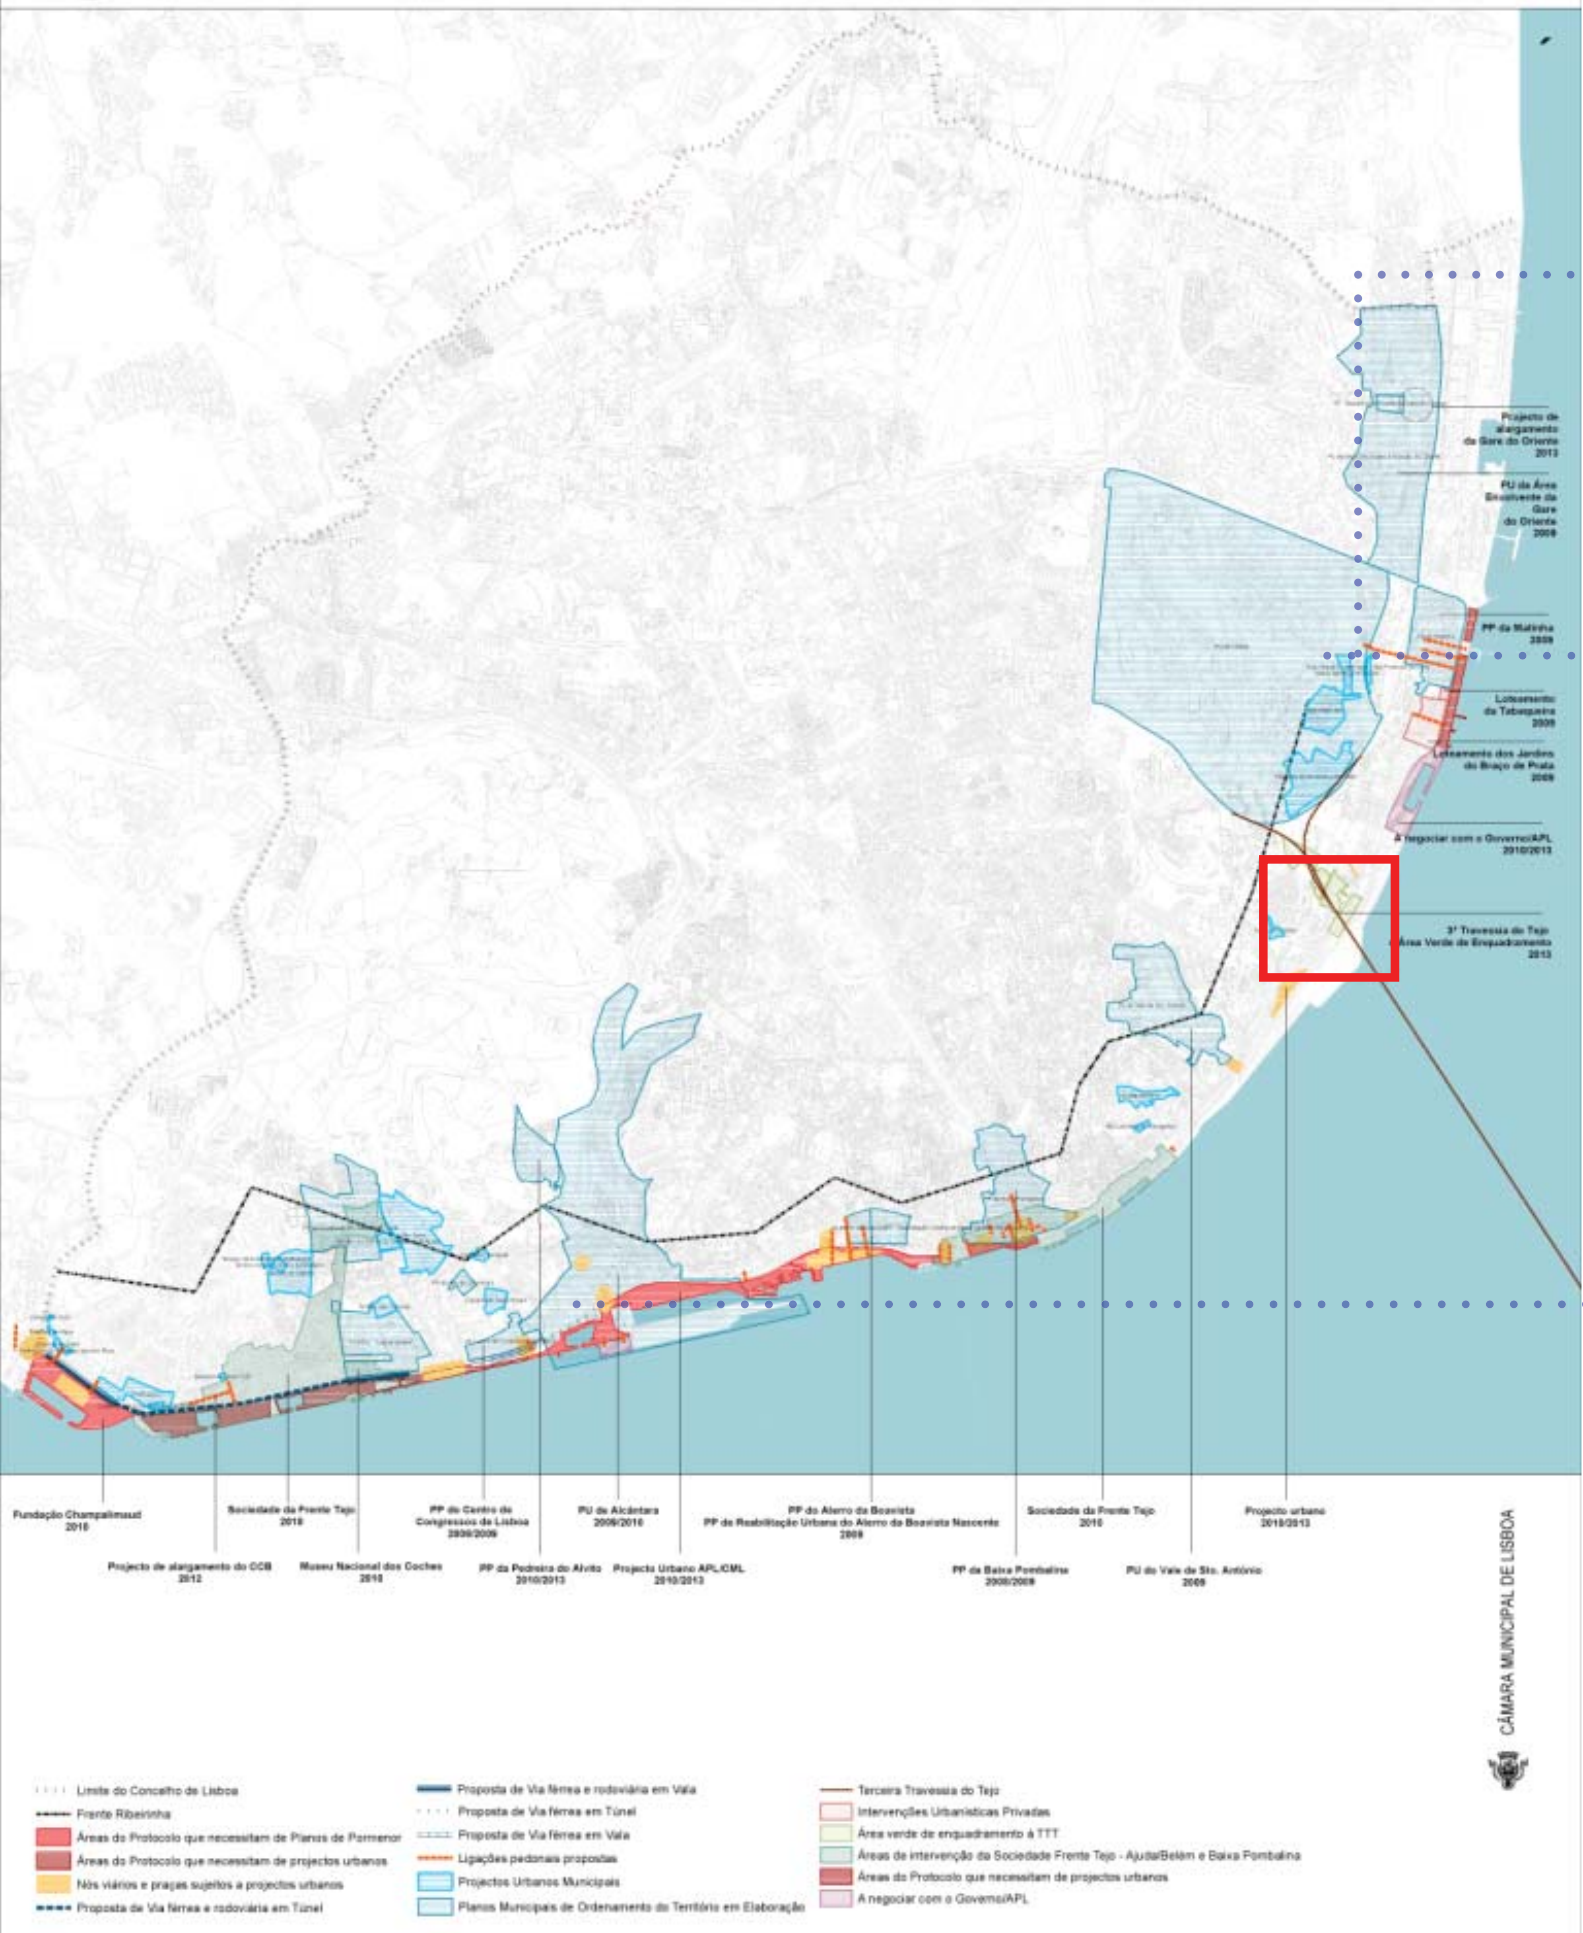 Projecto de
alargamento
da Gare do Oriente
2013
PU da Área
Envolvente da
Gare
do Oriente
2008
PP da Matinha
2009
Loteamento
da Tabaqueira
2009
Loteamento dos Jardins
do Braço de Prata
2009
A negociar com o Governo/APL
2010/2013
3ª Travessia do Tejo
Área Verde de Enquadramento
2013
Fundação Champalimaud
2010
Sociedade da Frente Tejo
2010
PP do Centro de
Congressos de Lisboa
2008/2009
PU de Alcântara
2009/2010
PP do Aterro da Boavista
PP de Reabilitação Urbana do Aterro da Boavista Nascente
2009
Sociedade da Frente Tejo
2010
Projecto urbano
2010/2013
Projecto de alargamento do CCB
2012
Museu Nacional dos Coches
2010
PP da Pedreira do Alvito
2010/2013
Projecto Urbano APL/CML
2010/2013
PP da Baixa Pombalina
2008/2009
PU do Vale de Sto. António
2009
CÂMARA MUNICIPAL DE LISBOA
Limite do Concelho de Lisboa
Frente Ribeirinha
Áreas do Protocolo que necessitam de Planos de Pormenor
Áreas do Protocolo que necessitam de projectos urbanos
Nós viários e praças sujeitos a projectos urbanos
Proposta de Via férrea e rodoviária em Túnel
Proposta de Via férrea e rodoviária em Vala
Proposta de Via férrea em Túnel
Proposta de Via férrea em Vala
Ligações pedonais propostas
Projectos Urbanos Municipais
Planos Municipais de Ordenamento do Território em Elaboração
Terceira Travessia do Tejo
Intervenções Urbanísticas Privadas
Área verde de enquadramento à TTT
Áreas de intervenção da Sociedade Frente Tejo - Ajuda/Belém e Baixa Pombalina
Áreas do Protocolo que necessitam de projectos urbanos
A negociar com o Governo/APL